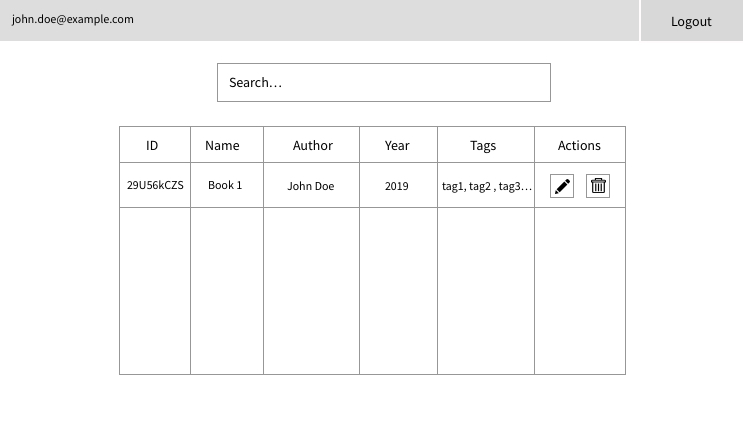 john.doe@example.com
Logout
Search...
ID Name Author Year Tags Actions
29U56kCZS Book 1 John Doe 2019 tag1, tag2 , tag3...